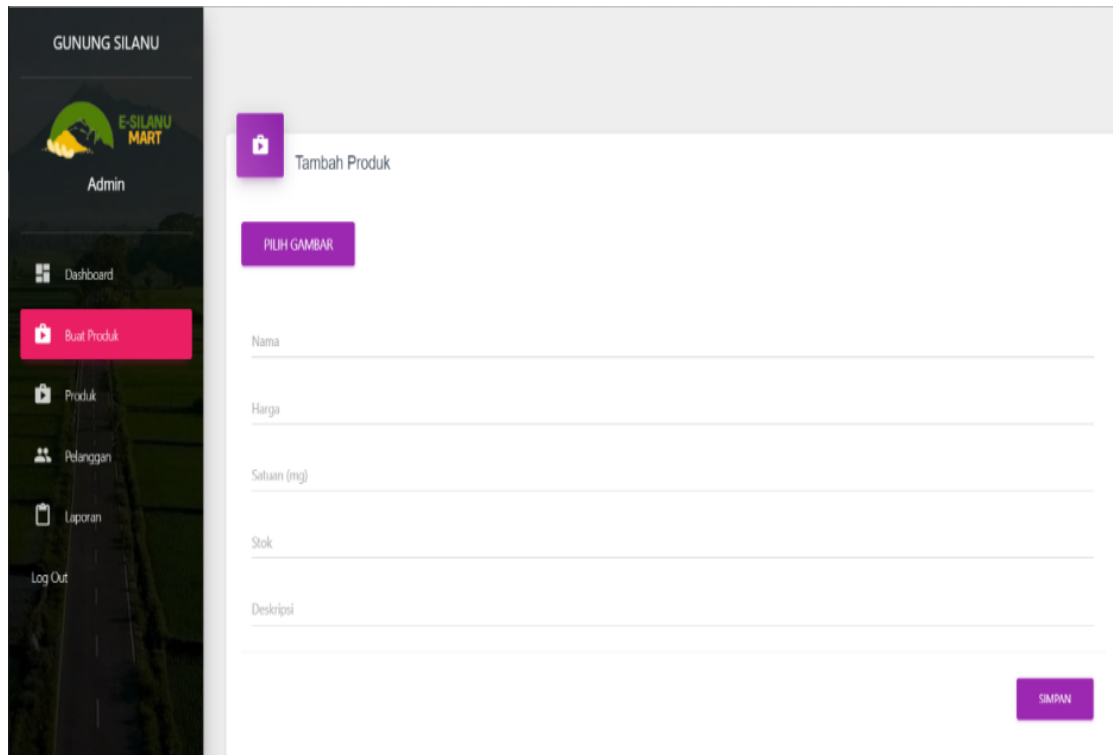 GUNUNG SILANU
E-SILANU
MART
Admin
Dashboard
Buat Produk
Produk
Pelanggan
Laporan
Log Out
Tambah Produk
PILIH GAMBAR
Nama
Harga
Satuan (mg)
Stok
Deskripsi
SIMPAN